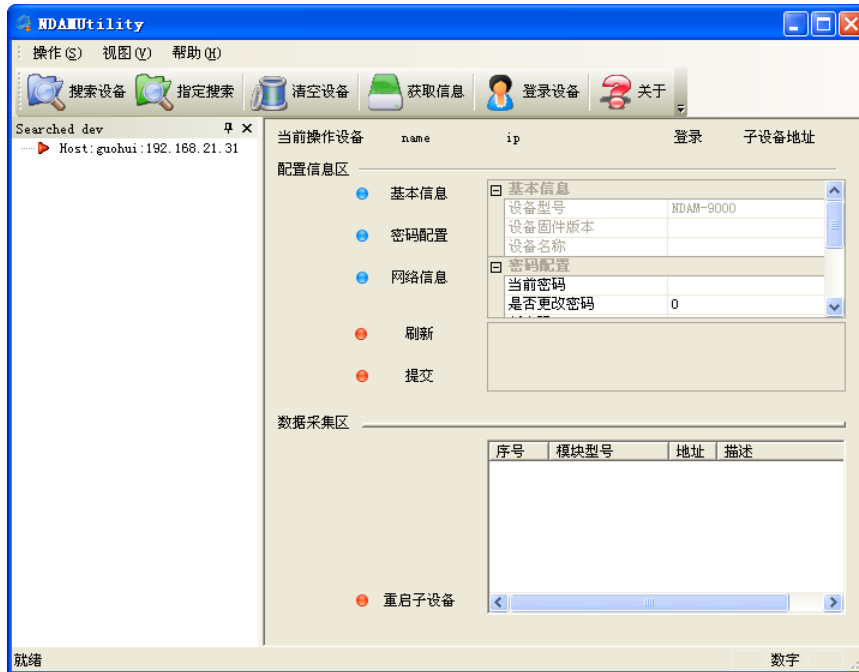 NDAMUtility
操作(S) 视图(V) 帮助(H)
搜索设备 指定搜索 清空设备 获取信息 登录设备 关于
Searched dev
Host:guohui:192.168.21.31
当前操作设备 name ip 登录 子设备地址
配置信息区
基本信息
密码配置
网络信息
刷新
提交
基本信息
设备型号 NDAM-9000
设备固件版本
设备名称
密码配置
当前密码
是否更改密码 0
数据采集区
序号 模块型号 地址 描述
重启子设备
就绪 数字